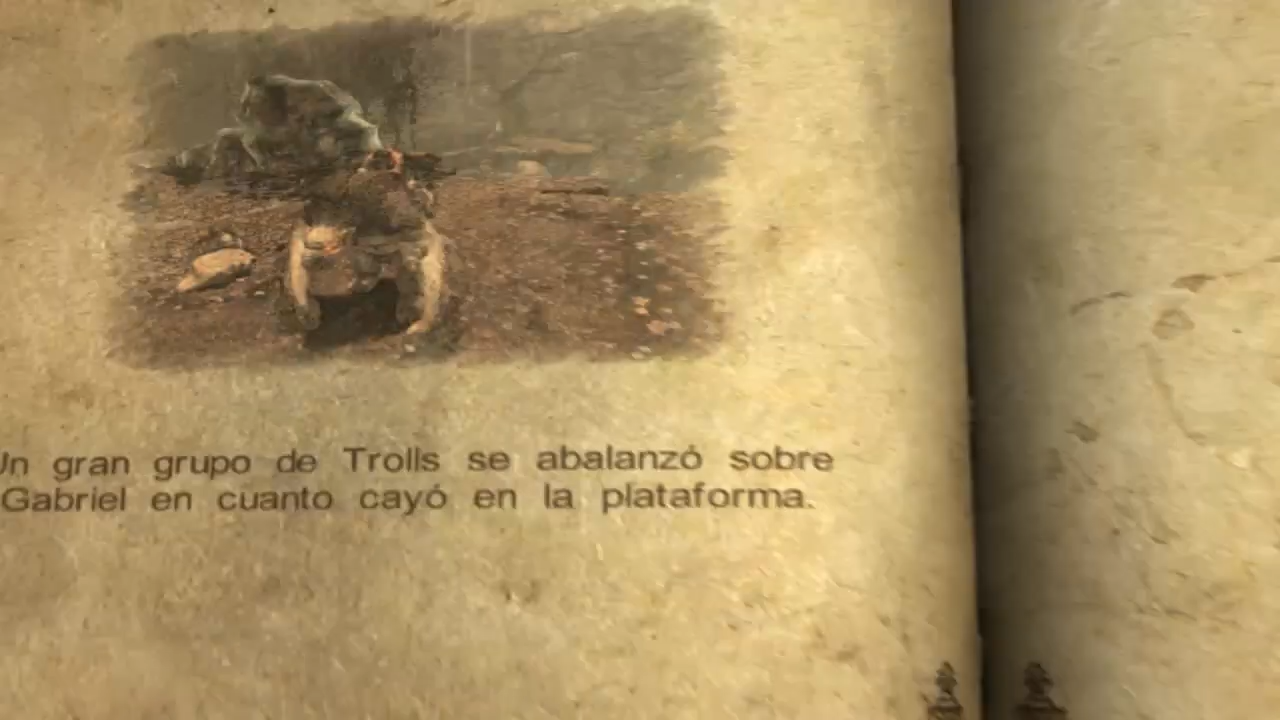 Un gran grupo de Trolls se abalanzó sobre
Gabriel en cuanto cayó en la plataforma.